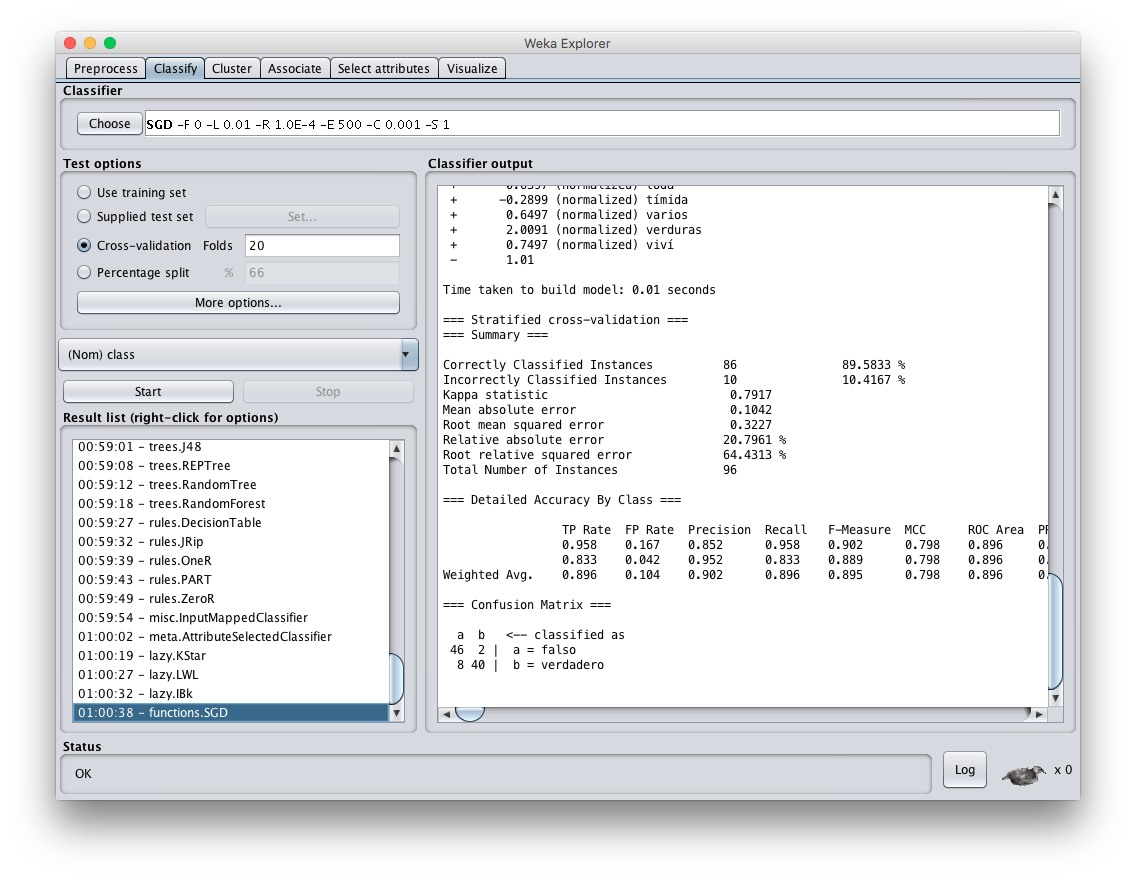 Weka Explorer
Preprocess Classify Cluster Associate Select attributes Visualize
Classifier
Choose SGD -F 0 -L 0.01 -R 1.0E-4 -E 500 -C 0.001 -S 1
Test options
Use training set
Supplied test set Set...
Cross-validation Folds 20
Percentage split % 66
More options...
(Nom) class
Start Stop
Result list (right-click for options)
00:59:01 - trees.J48
00:59:08 - trees.REPTree
00:59:12 - trees.RandomTree
00:59:18 - trees.RandomForest
00:59:27 - rules.DecisionTable
00:59:32 - rules.JRip
00:59:39 - rules.OneR
00:59:43 - rules.PART
00:59:49 - rules.ZeroR
00:59:54 - misc.InputMappedClassifier
01:00:02 - meta.AttributeSelectedClassifier
01:00:19 - lazy.KStar
01:00:27 - lazy.LWL
01:00:32 - lazy.IBk
01:00:38 - functions.SGD
Classifier output
+ (normalized) toda
+ -0.2899 (normalized) tímida
+ 0.6497 (normalized) varios
+ 2.0091 (normalized) verduras
+ 0.7497 (normalized) viví
- 1.01
Time taken to build model: 0.01 seconds
=== Stratified cross-validation ===
=== Summary ===
Correctly Classified Instances 86 89.5833 %
Incorrectly Classified Instances 10 10.4167 %
Kappa statistic 0.7917
Mean absolute error 0.1042
Root mean squared error 0.3227
Relative absolute error 20.7961 %
Root relative squared error 64.4313 %
Total Number of Instances 96
=== Detailed Accuracy By Class ===
TP Rate FP Rate Precision Recall F-Measure MCC ROC Area
0.958 0.167 0.852 0.958 0.902 0.798 0.896 0.
0.833 0.042 0.952 0.833 0.889 0.798 0.896 0.
Weighted Avg. 0.896 0.104 0.902 0.896 0.895 0.798 0.896 0.
=== Confusion Matrix ===
a b <-- classified as
46 2 | a = falso
8 40 | b = verdadero
Status
OK
Log x 0